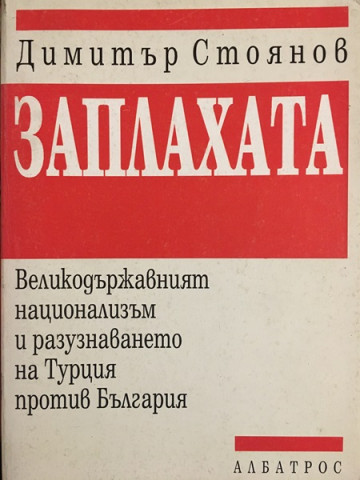 Димитър Стоянов
ЗАПЛАХАТА
Великодържавният
национализъм
и разузнаването
на Турция
против България
АЛБАТРОС